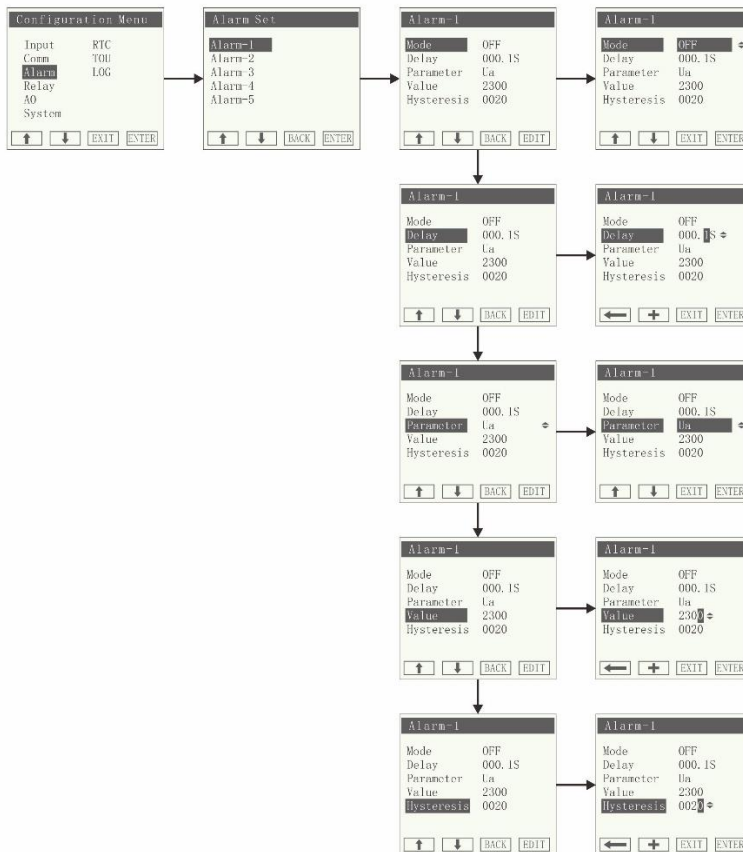 Configuration Menu
Input RTC
Comm TOU
Alarm LOG
Relay
AO
System
EXIT ENTER
Alarm Set
Alarm-1
Alarm-2
Alarm-3
Alarm-4
Alarm-5
BACK ENTER
Alarm-1
Mode OFF
Delay 000.1S
Parameter Ua
Value 2300
Hysteresis 0020
BACK EDIT
Alarm-1
Mode OFF
Delay 000.1S
Parameter Ua
Value 2300
Hysteresis 0020
EXIT ENTER
Alarm-1
Mode OFF
Delay 000.1S
Parameter Ua
Value 2300
Hysteresis 0020
BACK EDIT
Alarm-1
Mode OFF
Delay 000.1S
Parameter Ua
Value 2300
Hysteresis 0020
EXIT ENTER
Alarm-1
Mode OFF
Delay 000.1S
Parameter Ua
Value 2300
Hysteresis 0020
BACK EDIT
Alarm-1
Mode OFF
Delay 000.1S
Parameter Ua
Value 2300
Hysteresis 0020
EXIT ENTER
Alarm-1
Mode OFF
Delay 000.1S
Parameter Ua
Value 2300
Hysteresis 0020
BACK EDIT
Alarm-1
Mode OFF
Delay 000.1S
Parameter Ua
Value 2300
Hysteresis 0020
EXIT ENTER
Alarm-1
Mode OFF
Delay 000.1S
Parameter Ua
Value 2300
Hysteresis 0020
BACK EDIT
Alarm-1
Mode OFF
Delay 000.1S
Parameter Ua
Value 2300
Hysteresis 0020
EXIT ENTER